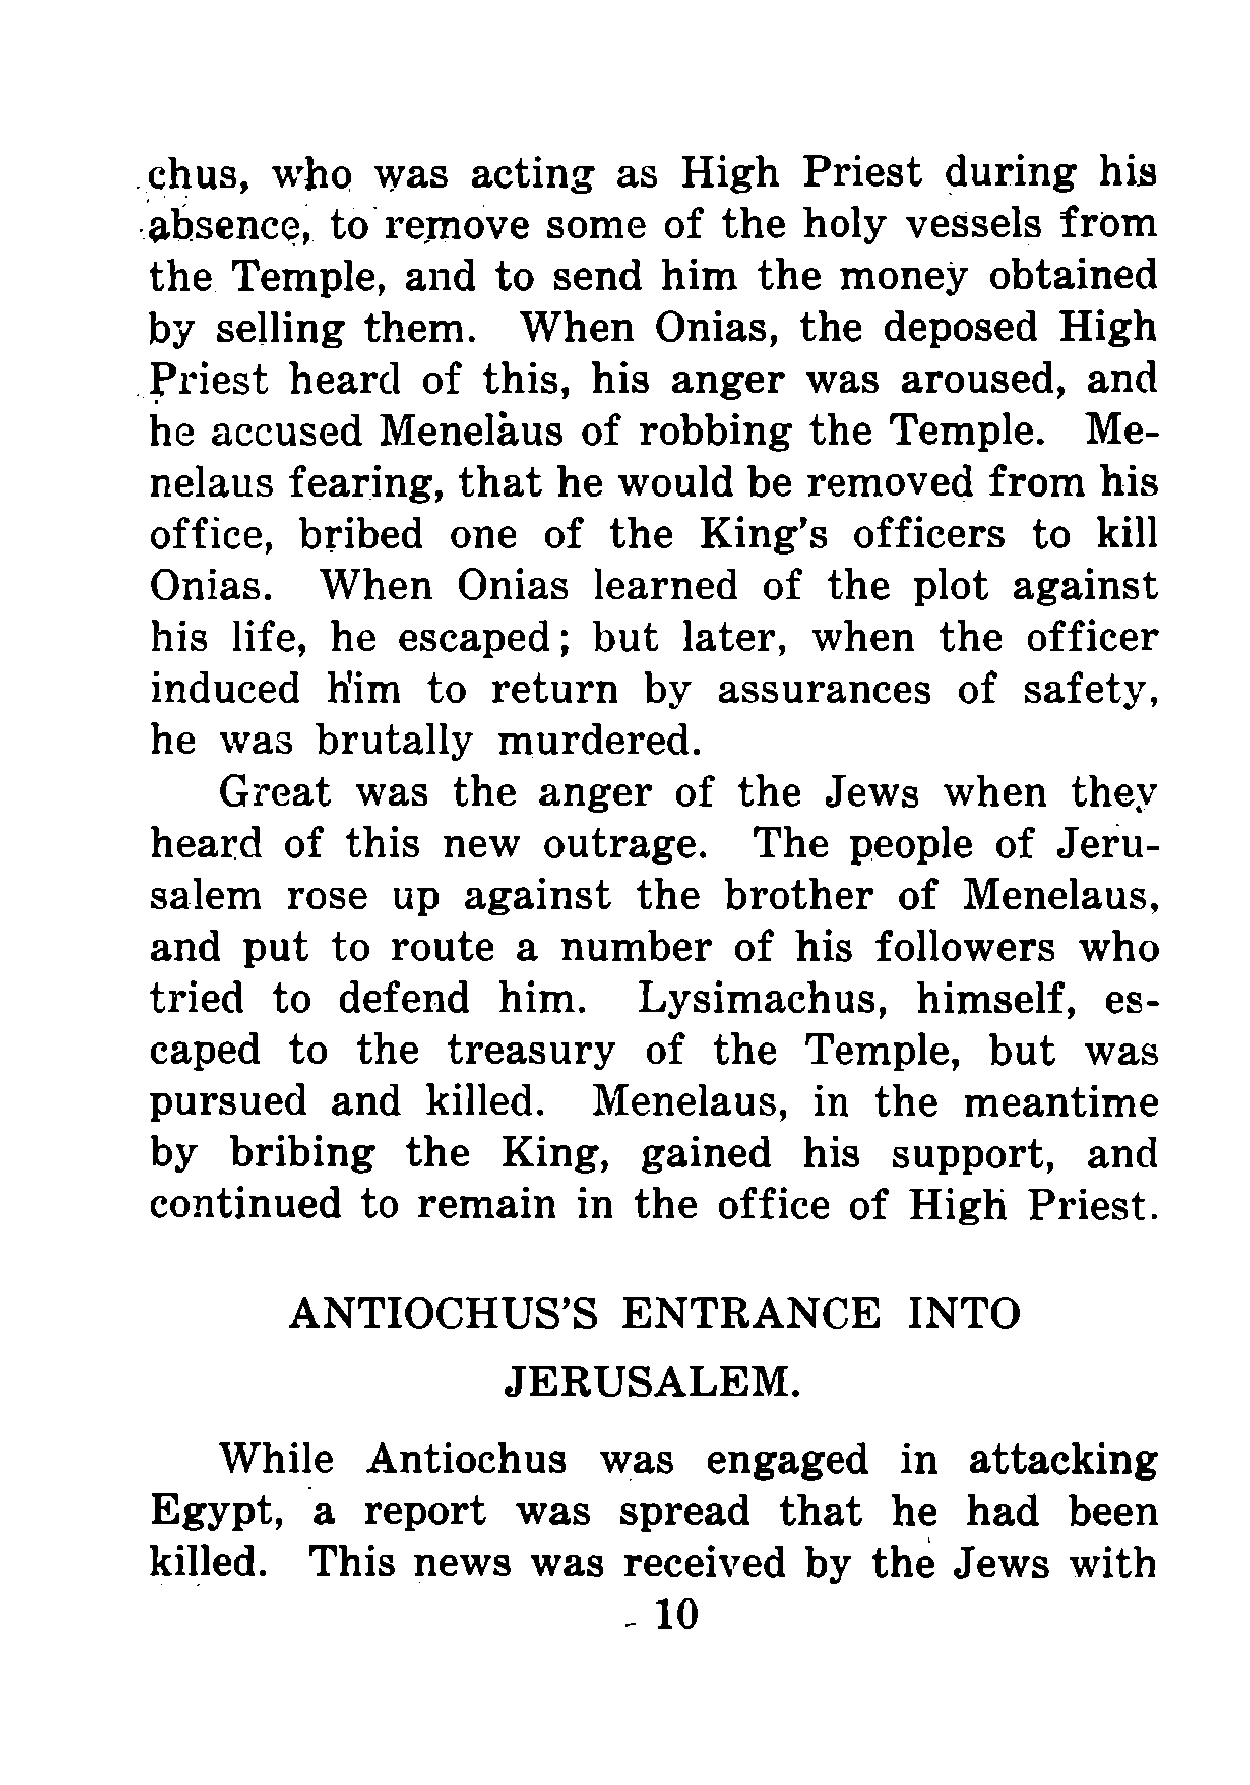 chus, who was acting as High Priest during his
absence, to remove some of the holy vessels from
the Temple, and to send him the money obtained
by selling them. When Onias, the deposed High
Priest heard of this, his anger was aroused, and
he accused Menelaus of robbing the Temple. Me-
nelaus fearing, that he would be removed from his
office, bribed one of the King's officers to kill
Onias. When Onias learned of the plot against
his life, he escaped; but later, when the officer
induced him to return by assurances of safety,
he was brutally murdered.
Great was the anger of the Jews when they
heard of this new outrage. The people of Jeru-
salem rose up against the brother of Menelaus,
and put to route a number of his followers who
tried to defend him. Lysimachus, himself, es-
caped to the treasury of the Temple, but was
pursued and killed. Menelaus, in the meantime
by bribing the King, gained his support, and
continued to remain in the office of High Priest.
ANTIOCHUS'S ENTRANCE INTO
JERUSALEM.
While Antiochus was engaged in attacking
Egypt, a report was spread that he had been
killed. This news was received by the Jews with
10